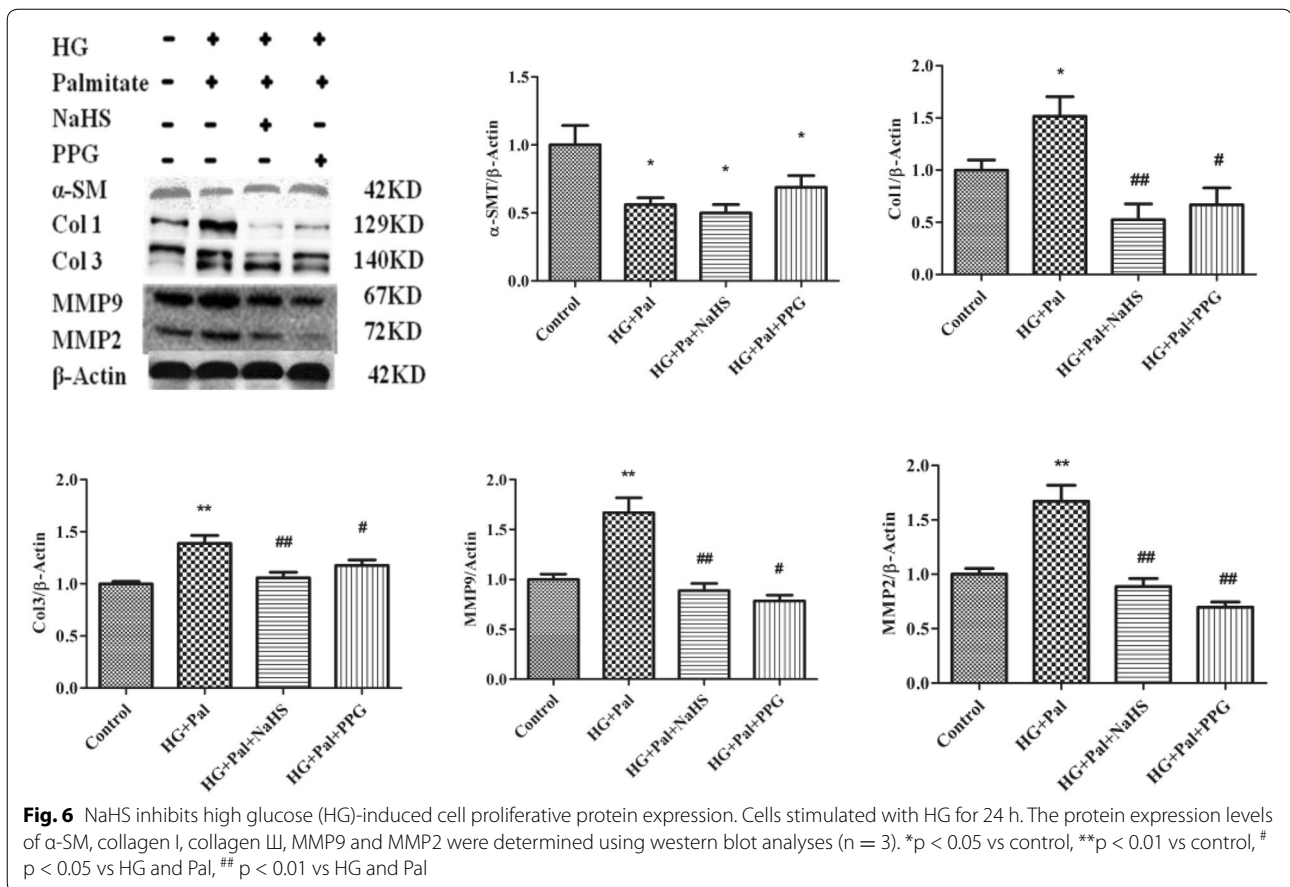 HG - + + +
Palmitate - + + +
NaHS - - + -
PPG - - - +
α-SM 42KD
Col 1 129KD
Col 3 140KD
MMP9 67KD
MMP2 72KD
β-Actin 42KD
α-SMT/β-Actin
1.5
1.0
0.5
0.0
*
*
*
Control
HG+Pal
HG+Pa+NaHS
HG+Pal+PPG
Col1/β-Actin
2.0
1.5
1.0
0.5
0.0
*
##
#
Control
HG+Pal
HG+Pal+NaHS
HG+Pal+PPG
Col3/β-Actin
2.0
1.5
1.0
0.5
0.0
**
##
#
Control
HG+Pal
HG+Pal+NaHS
HG+Pal+PPG
MMP9/Actin
2.0
1.5
1.0
0.5
0.0
**
##
#
Control
HG+Pal
HG+Pal+NaHS
HG+Pal+PPG
MMP2/β-Actin
2.0
1.5
1.0
0.5
0.0
**
##
##
Control
HG+Pal
HG+Pal+NaHS
HG+Pal+PPG
Fig. 6 NaHS inhibits high glucose (HG)-induced cell proliferative protein expression. Cells stimulated with HG for 24 h. The protein expression levels
of α-SM, collagen I, collagen Ш, MMP9 and MMP2 were determined using western blot analyses (n = 3). *p < 0.05 vs control, **p < 0.01 vs control, #
p < 0.05 vs HG and Pal, ## p < 0.01 vs HG and Pal